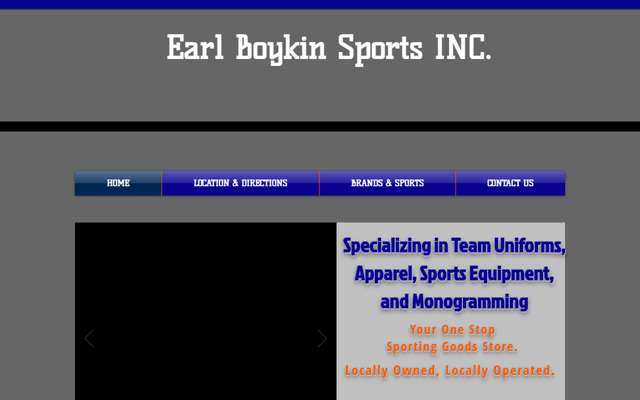 Earl Boykin Sports INC.
HOME
LOCATION & DIRECTIONS
BRANDS & SPORTS
CONTACT US
Specializing in Team Uniforms,
Apparel, Sports Equipment,
and Monogramming
Your One Stop
Sporting Goods Store.
Locally Owned, Locally Operated.